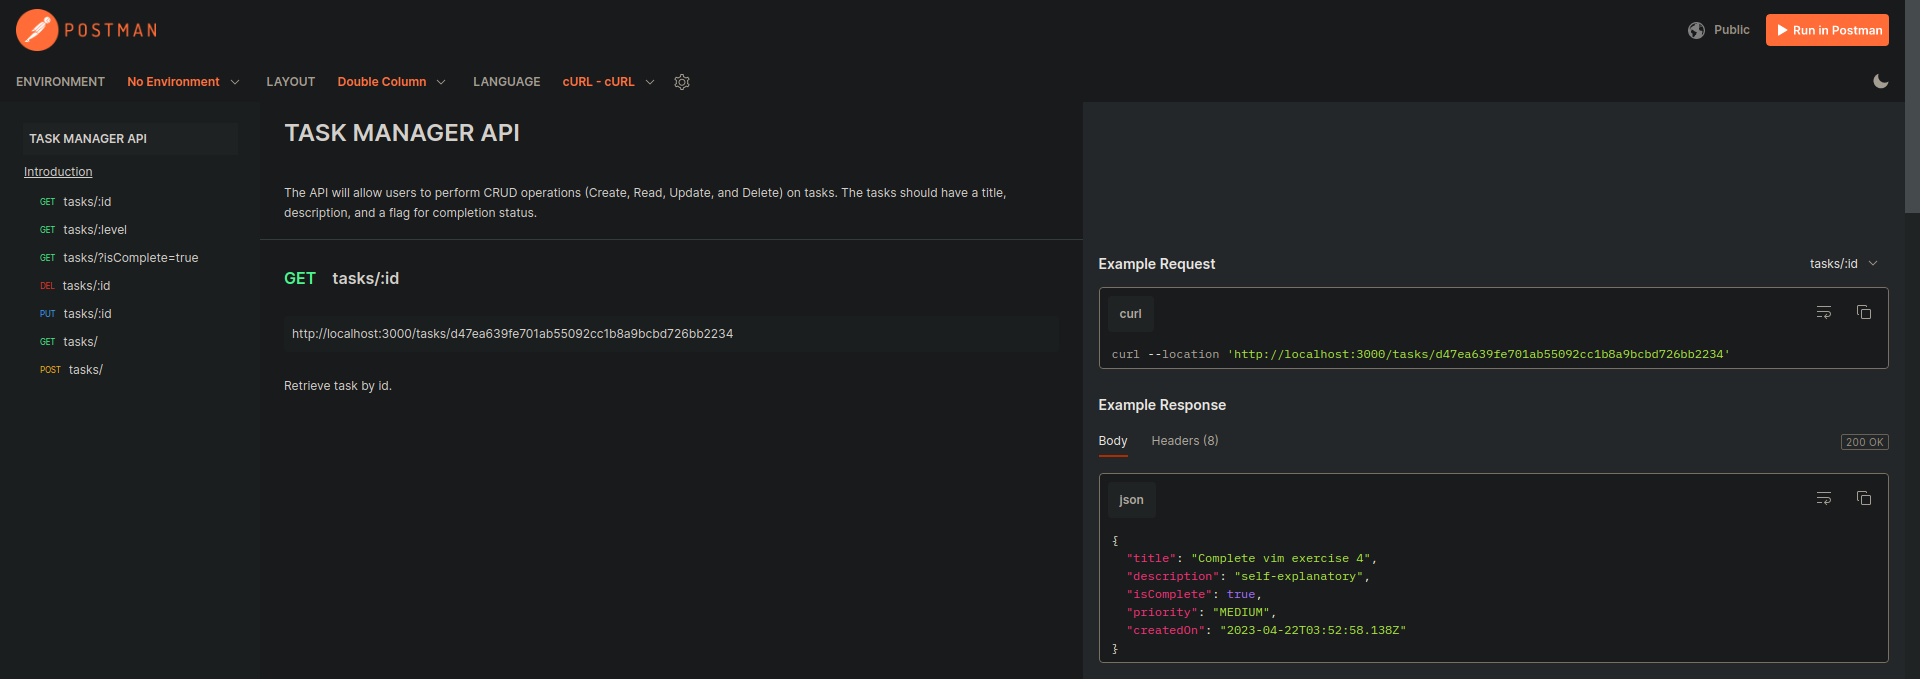 POSTMAN
Public
Run in Postman
ENVIRONMENT No Environment LAYOUT Double Column LANGUAGE cURL - cURL
TASK MANAGER API
Introduction
GET tasks/:id
GET tasks/:level
GET tasks/?isComplete=true
DEL tasks/:id
PUT tasks/:id
GET tasks/
POST tasks/
TASK MANAGER API
The API will allow users to perform CRUD operations (Create, Read, Update, and Delete) on tasks. The tasks should have a title,
description, and a flag for completion status.
GET tasks/:id
http://localhost:3000/tasks/d47ea639fe701ab55092cc1b8a9bcbd726bb2234
Retrieve task by id.
Example Request
tasks/:id
curl
curl --location 'http://localhost:3000/tasks/d47ea639fe701ab55092cc1b8a9bcbd726bb2234'
Example Response
Body Headers (8)
200 OK
json
{
"title": "Complete vim exercise 4",
"description": "self-explanatory",
"isComplete": true,
"priority": "MEDIUM",
"createdOn": "2023-04-22T03:52:58.138Z"
}